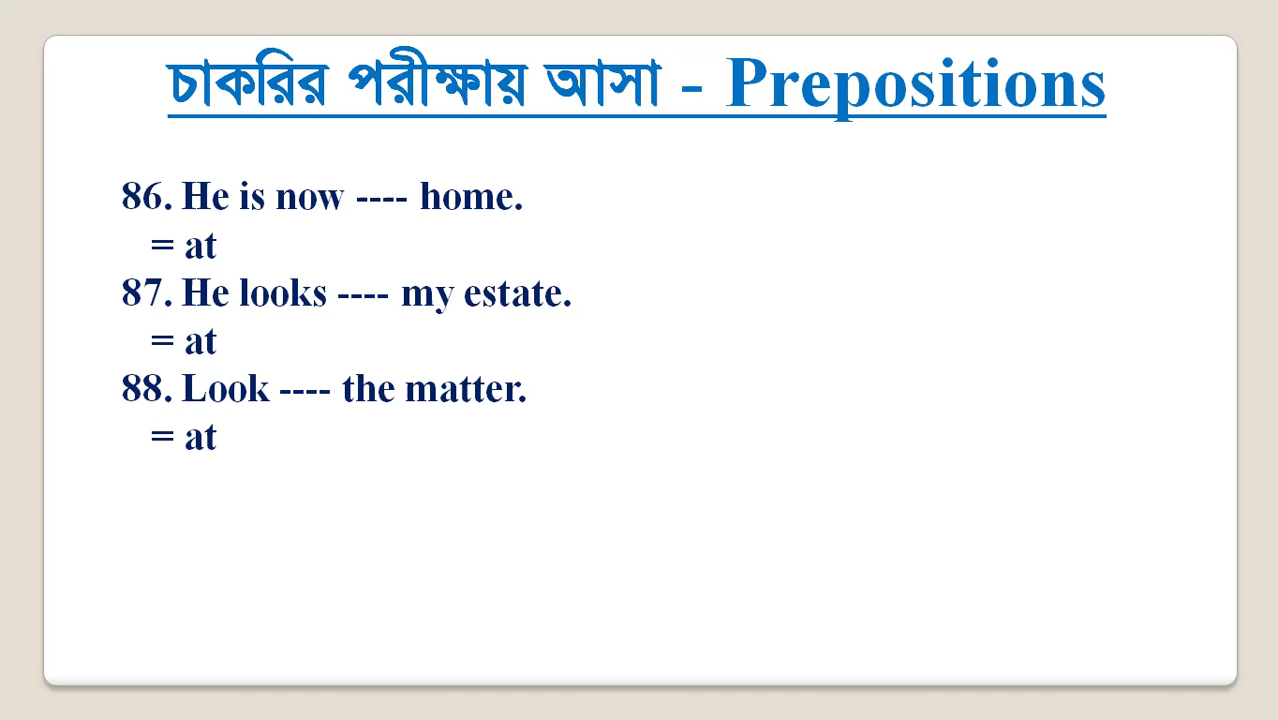 চাকরির পরীক্ষায় আসা - Prepositions
86. He is now ---- home.
= at
87. He looks ---- my estate.
= at
88. Look ---- the matter.
= at